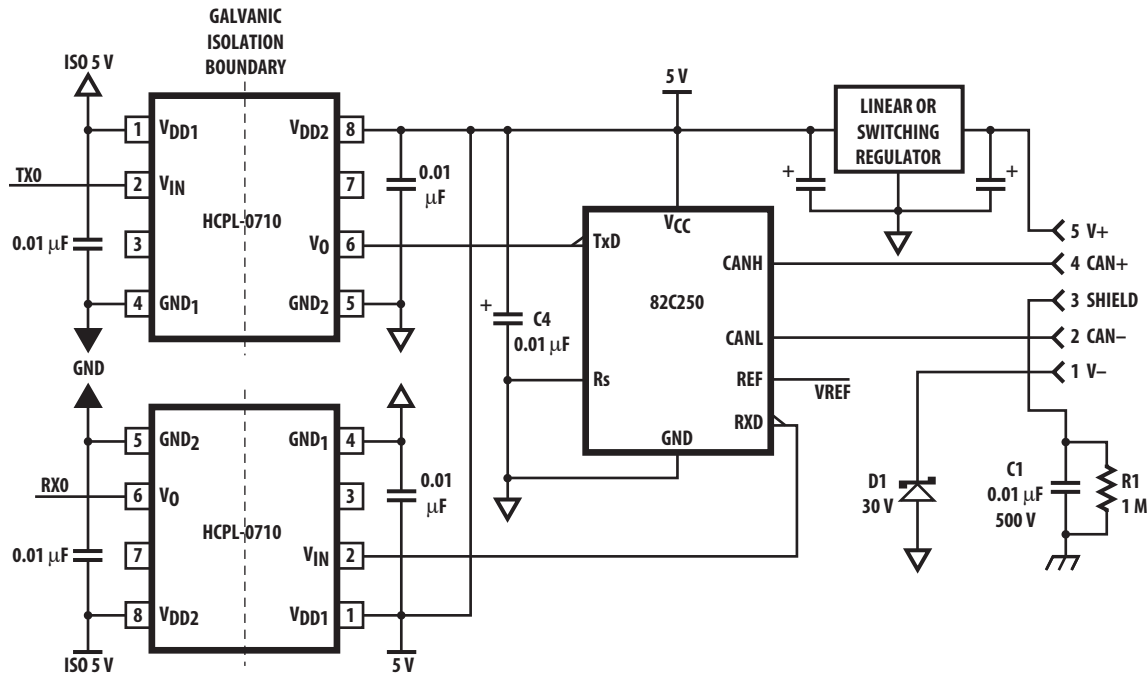 GALVANIC
ISOLATION
BOUNDARY
ISO 5 V
5 V
LINEAR OR
SWITCHING
REGULATOR
1 VDD1
VDD2 8
TX0
2 VIN
7
HCPL-0710
3
VO 6
4 GND1
GND2 5
0.01 µF
0.01
µF
GND
+
C4
0.01 µF
VCC
TxD
CANH
82C250
CANL
Rs
REF
VREF
RXD
GND
+
+
5 V+
4 CAN+
3 SHIELD
2 CAN–
1 V–
D1
30 V
C1
0.01 µF
500 V
R1
1 M
5 GND2
GND1 4
RX0
6 VO
3
HCPL-0710
7
VIN 2
8 VDD2
VDD1 1
0.01 µF
0.01
µF
ISO 5 V
5 V